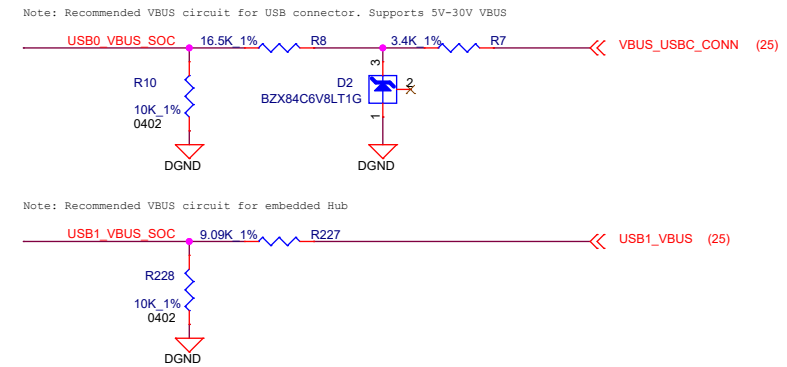 Note: Recommended VBUS circuit for USB connector. Supports 5V-30V VBUS
USB0_VBUS_SOC 16.5K_1% R8 3.4K_1% R7 VBUS_USBC_CONN (25)
3
R10 D2 2
BZX84C6V8LT1G
10K_1%
0402 1
DGND DGND
Note: Recommended VBUS circuit for embedded Hub
USB1_VBUS_SOC 9.09K_1% R227 USB1_VBUS (25)
R228
10K_1%
0402
DGND